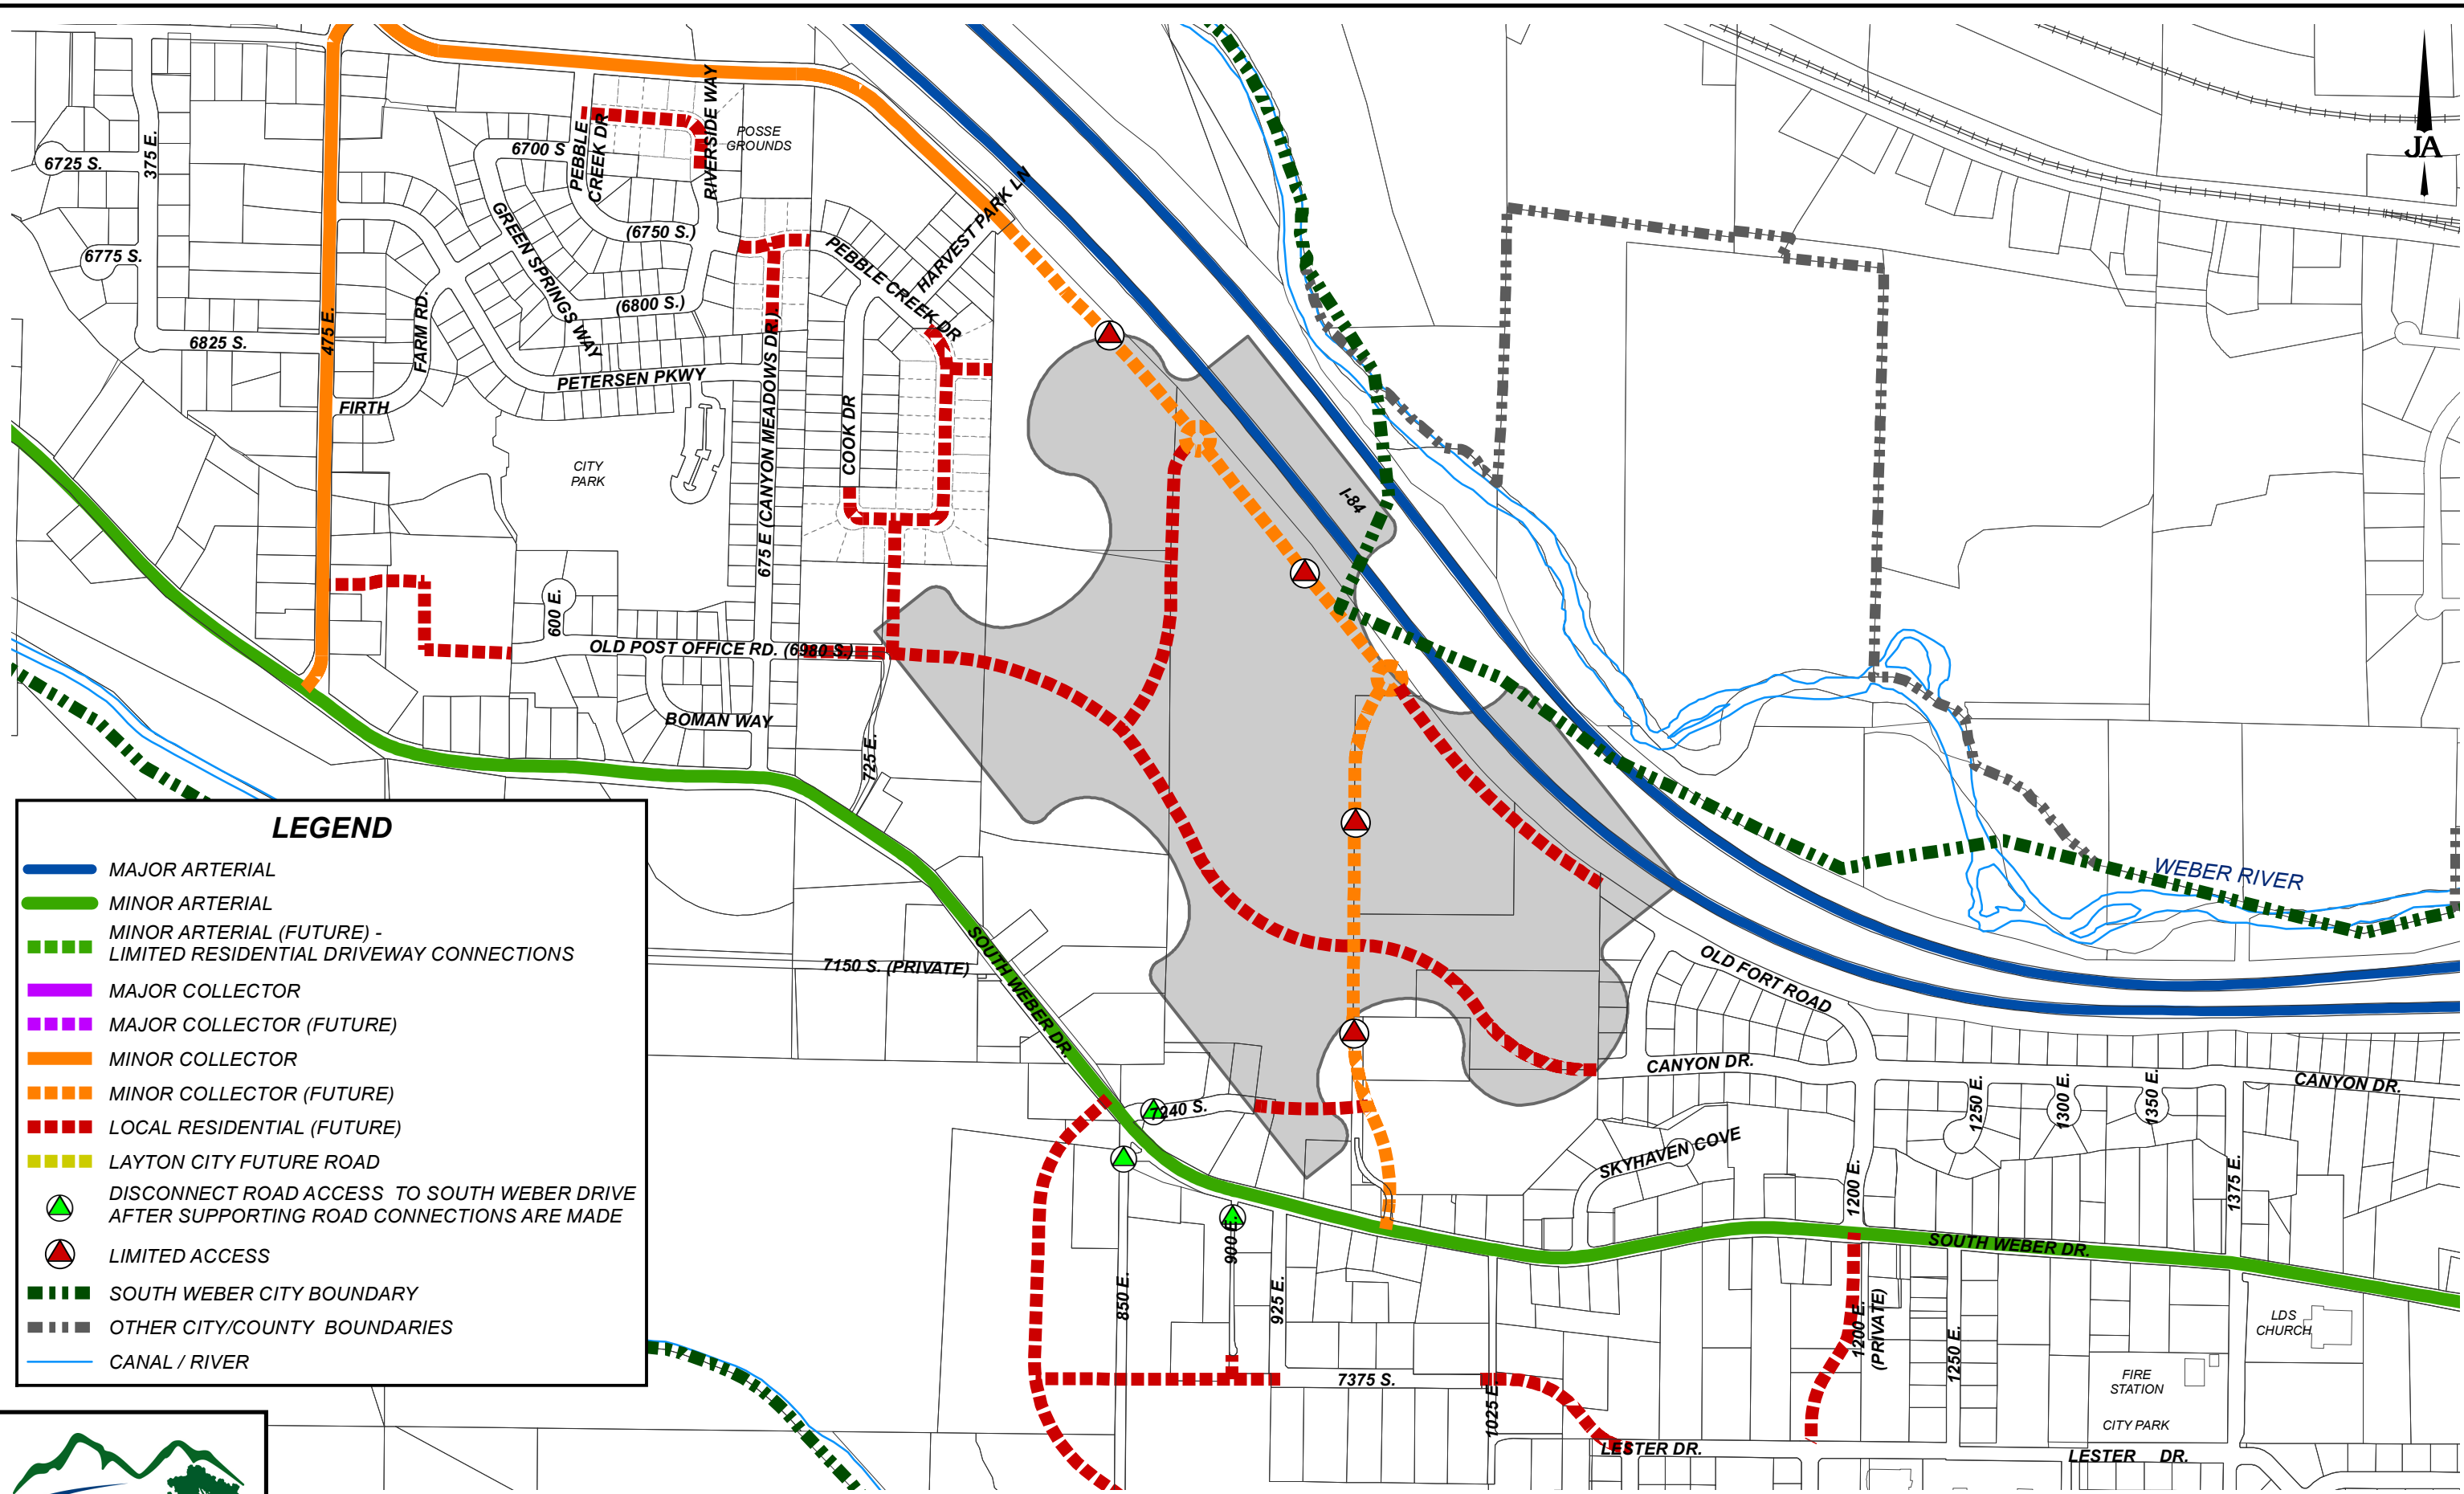 JA
RIVERSIDE WAY
POSSE
GROUNDS
375 E.
PEBBLE
CREEK DR
6700 S
6725 S.
HARVEST PARK LN
GREEN SPRINGS WAY
(6750 S.)
PEBBLE CREEK DR
6775 S.
(6800 S.)
475 E.
FARM RD.
6825 S.
675 E (CANYON MEADOWS DR)
PETERSEN PKWY
FIRTH
COOK DR
CITY
PARK
I-84
600 E.
OLD POST OFFICE RD. (6980 S.)
BOMAN WAY
725 E.
LEGEND
MAJOR ARTERIAL
MINOR ARTERIAL
MINOR ARTERIAL (FUTURE) -
LIMITED RESIDENTIAL DRIVEWAY CONNECTIONS
MAJOR COLLECTOR
MAJOR COLLECTOR (FUTURE)
MINOR COLLECTOR
MINOR COLLECTOR (FUTURE)
LOCAL RESIDENTIAL (FUTURE)
LAYTON CITY FUTURE ROAD
DISCONNECT ROAD ACCESS TO SOUTH WEBER DRIVE
AFTER SUPPORTING ROAD CONNECTIONS ARE MADE
LIMITED ACCESS
SOUTH WEBER CITY BOUNDARY
OTHER CITY/COUNTY BOUNDARIES
CANAL / RIVER
WEBER RIVER
7150 S. (PRIVATE)
SOUTH WEBER DR.
OLD FORT ROAD
CANYON DR.
CANYON DR.
7240 S.
1250 E.
1300 E.
1350 E.
SKYHAVEN COVE
1200 E.
1375 E.
900 E.
SOUTH WEBER DR.
850 E.
925 E.
1200 E.
(PRIVATE)
1250 E.
LDS
CHURCH
7375 S.
1025 E.
FIRE
STATION
CITY PARK
LESTER DR.
LESTER DR.